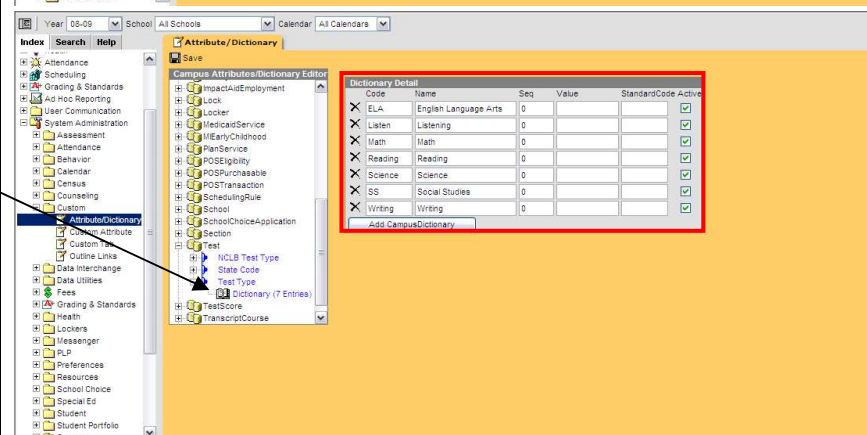 Year 08-09 School All Schools Calendar All Calendars
Index Search Help
Attendance
Scheduling
Grading & Standards
Ad Hoc Reporting
User Communication
System Administration
Assessment
Attendance
Behavior
Calendar
Census
Counseling
Custom
Attribute/Dictionary
Custom Attribute
Custom Tab
Outline Links
Data Interchange
Data Utilities
Fees
Grading & Standards
Health
Lockers
Messenger
PLP
Preferences
Resources
School Choice
Special Ed
Student
Student Portfolio
Attribute/Dictionary
Save
Campus Attributes/Dictionary Editor
ImpactAidEmployment
Lock
Locker
MedicaidService
MIEarlyChildhood
PlanService
POSEligibility
POSPurchasable
POSTransaction
SchedulingRule
School
SchoolChoiceApplication
Section
Test
NCLB Test Type
State Code
Test Type
Dictionary (7 Entries)
TestScore
TranscriptCourse
Dictionary Detail
Code Name Seq Value StandardCode Active
ELA English Language Arts 0
Listen Listening 0
Math Math 0
Reading Reading 0
Science Science 0
SS Social Studies 0
Writing Writing 0
Add CampusDictionary